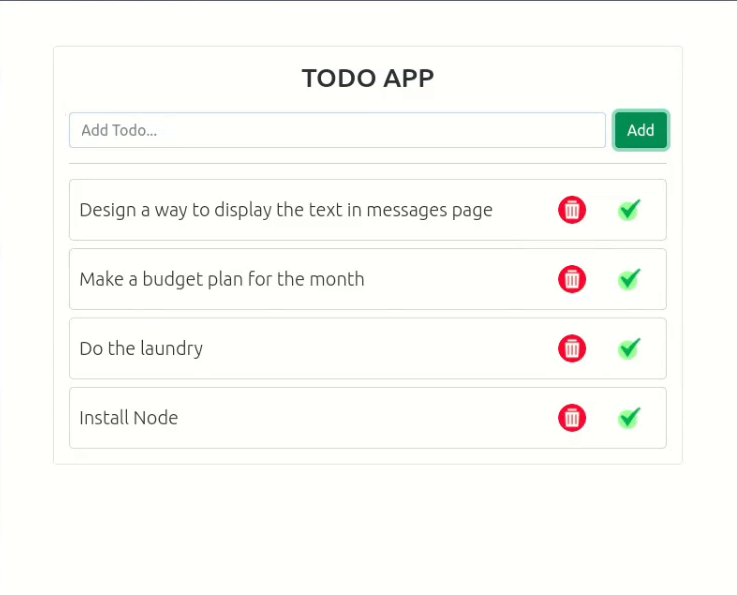 TODO APP
Add Todo...
Add
Design a way to display the text in messages page
Make a budget plan for the month
Do the laundry
Install Node